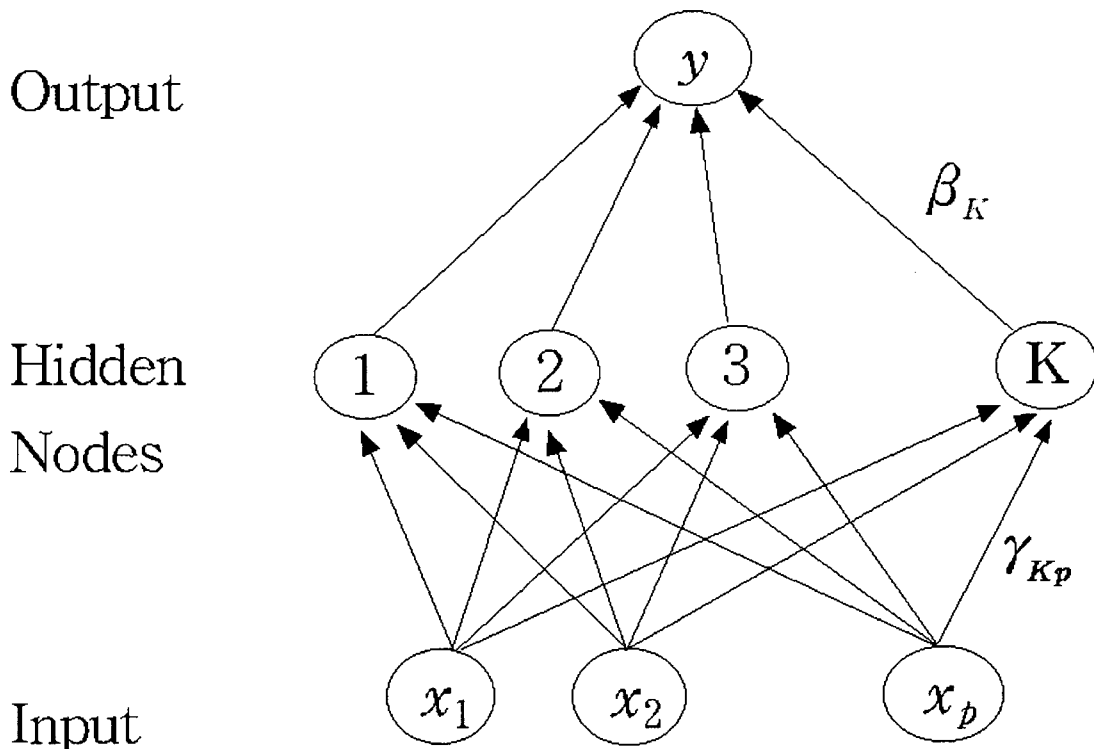 y
Output
β_K
Hidden
1 2 3 K
Nodes
γ_Kp
x_1 x_2 x_p
Input